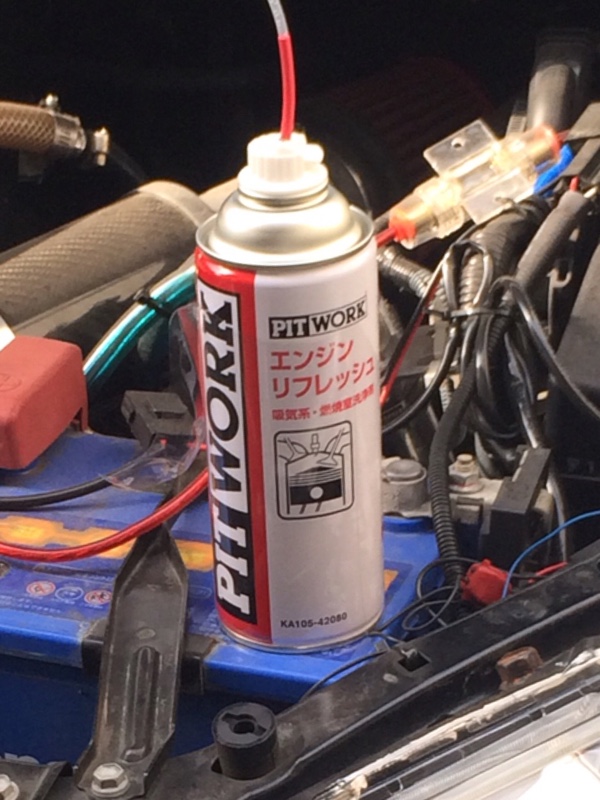 PITWORK
PITWORK
エンジン
リフレッシュ
吸気系・燃焼室洗浄剤
KA105-42080